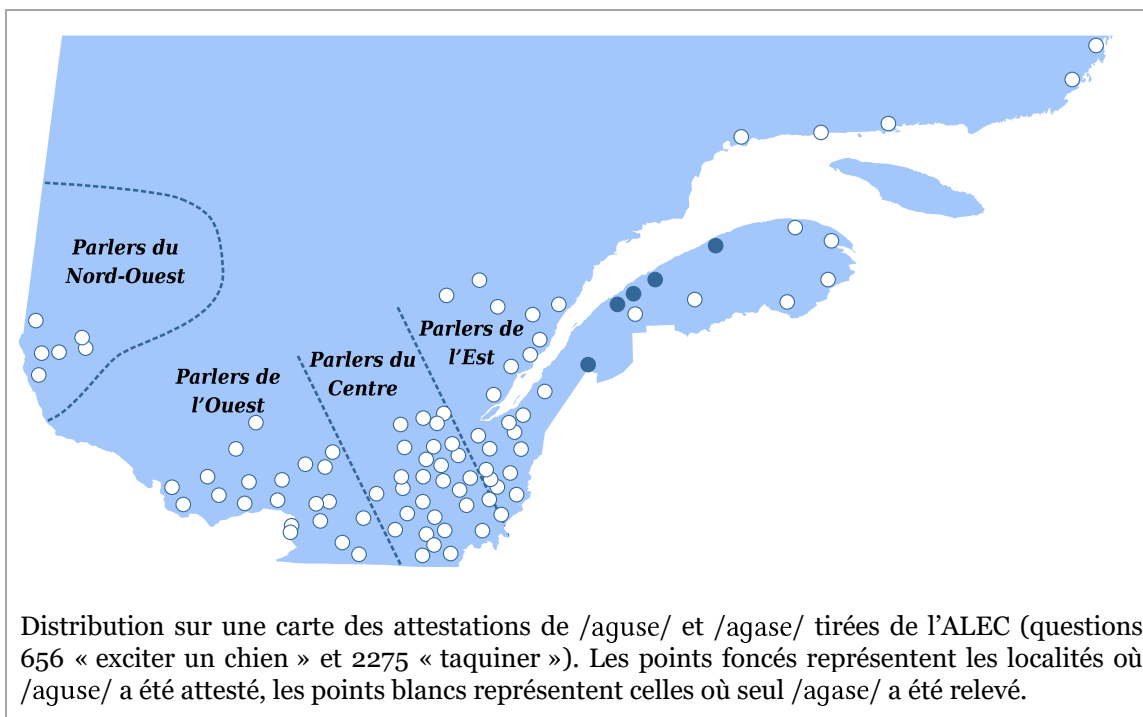 Parlers du
Nord-Ouest
Parlers de
l’Est
Parlers du
Centre
Parlers de
l’Ouest
Distribution sur une carte des attestations de /aguse/ et /agase/ tirées de l’ALEC (questions
656 « exciter un chien » et 2275 « taquiner »). Les points foncés représentent les localités où
/aguse/ a été attesté, les points blancs représentent celles où seul /agase/ a été relevé.